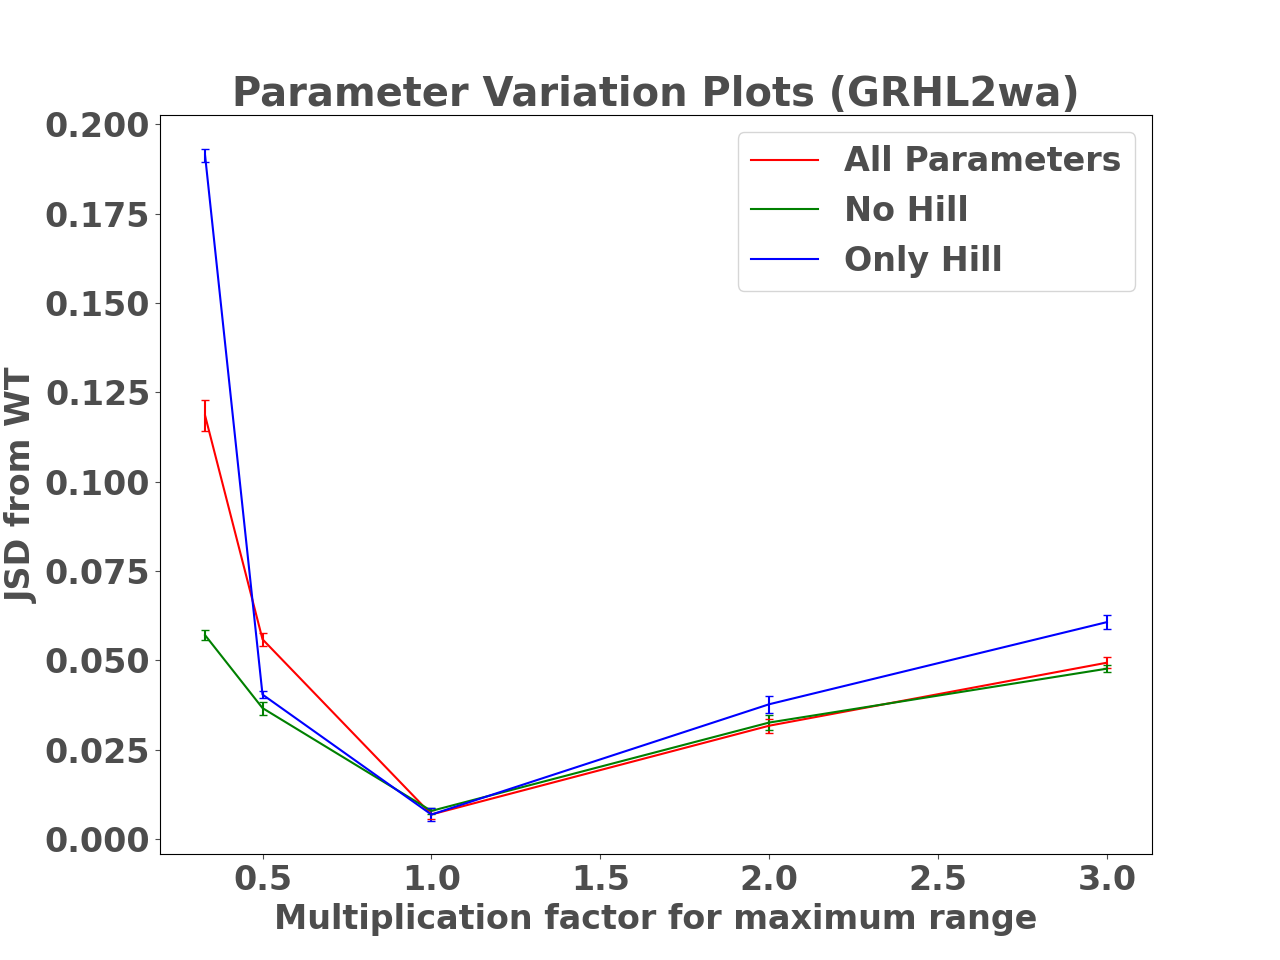 Parameter Variation Plots (GRHL2wa)
0.200
0.175
0.150
0.125
0.100
0.075
0.050
0.025
0.000
JSD from WT
All Parameters
No Hill
Only Hill
0.5 1.0 1.5 2.0 2.5 3.0
Multiplication factor for maximum range